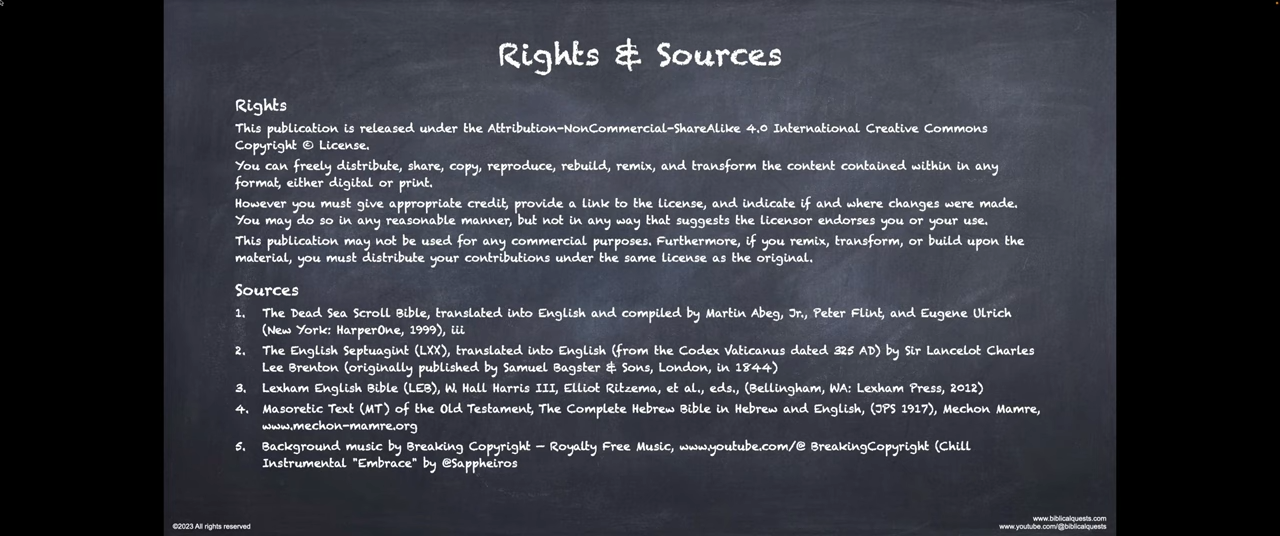 Rights & Sources
Rights
This publication is released under the Attribution-NonCommercial-ShareAlike 4.0 International Creative Commons
Copyright © License.
You can freely distribute, share, copy, reproduce, rebuild, remix, and transform the content contained within in any
format, either digital or print.
However you must give appropriate credit, provide a link to the license, and indicate if and where changes were made.
You may do so in any reasonable manner, but not in any way that suggests the licensor endorses you or your use.
This publication may not be used for any commercial purposes. Furthermore, if you remix, transform, or build upon the
material, you must distribute your contributions under the same license as the original.
Sources
1. The Dead Sea Scroll Bible, translated into English and compiled by Martin Abeg, Jr., Peter Flint, and Eugene Ulrich
(New York: HarperOne, 1999), iii
2. The English Septuagint (LXX), translated into English (from the Codex Vaticanus dated 325 AD) by Sir Lancelot Charles
Lee Brenton (originally published by Samuel Bagster & Sons, London, in 1844)
3. Lexham English Bible (LEB), W. Hall Harris III, Elliot Ritzema, et al., eds., (Bellingham, WA: Lexham Press, 2012)
4. Masoretic Text (MT) of the Old Testament, The Complete Hebrew Bible in Hebrew and English, (JPS 1917), Mechon Mamre,
www.mechon-mamre.org
5. Background music by Breaking Copyright — Royalty Free Music, www.youtube.com/@ BreakingCopyright (Chill
Instrumental "Embrace" by @Sappheiros
©2023 All rights reserved
www.biblicalquests.com
www.youtube.com/@biblicalquests